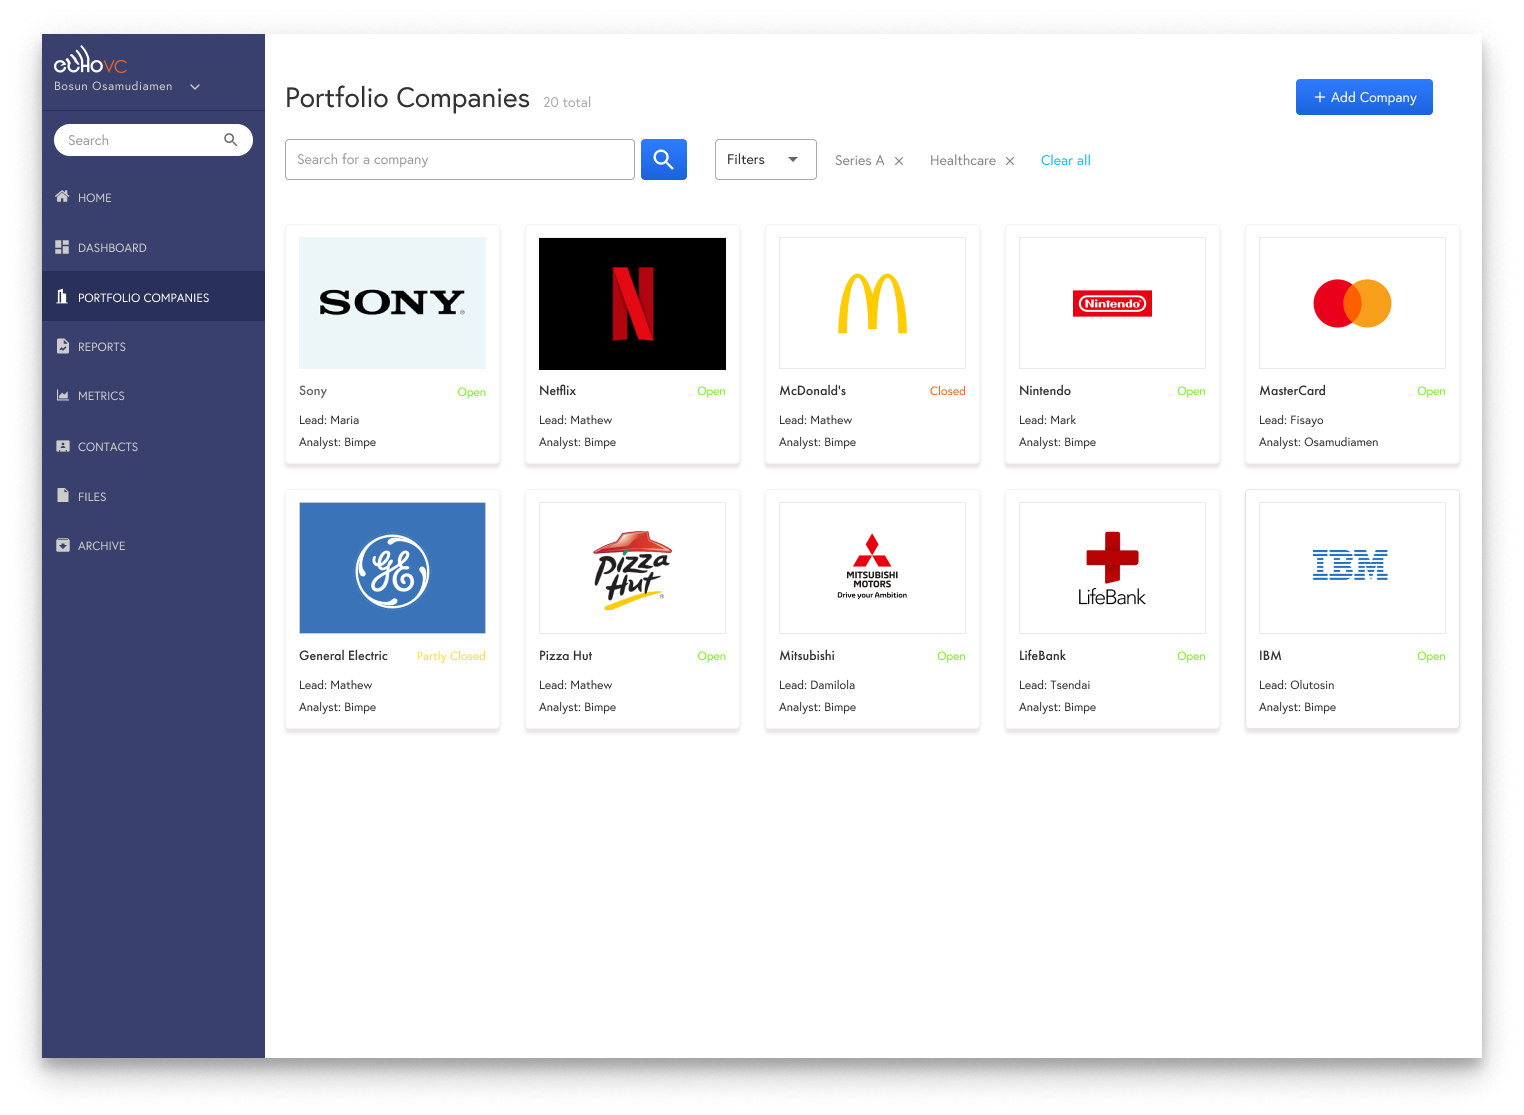 echovc
Bosun Osamudiamen
Search
HOME
DASHBOARD
PORTFOLIO COMPANIES
REPORTS
METRICS
CONTACTS
FILES
ARCHIVE
Portfolio Companies 20 total
+ Add Company
Search for a company
Filters
Series A ×
Healthcare ×
Clear all
SONY®
Sony Open
Lead: Maria
Analyst: Bimpe
N
Netflix Open
Lead: Mathew
Analyst: Bimpe
M
McDonald's Closed
Lead: Mathew
Analyst: Bimpe
Nintendo®
Nintendo Open
Lead: Mark
Analyst: Bimpe
MasterCard Open
Lead: Fisayo
Analyst: Osamudiamen
GE
General Electric Partly Closed
Lead: Mathew
Analyst: Bimpe
Pizza
Hut®
Pizza Hut Open
Lead: Mathew
Analyst: Bimpe
MITSUBISHI
MOTORS
Drive your Ambition
Mitsubishi Open
Lead: Damilola
Analyst: Bimpe
LifeBank
LifeBank Open
Lead: Tsendai
Analyst: Bimpe
IBM
IBM Open
Lead: Olutosin
Analyst: Bimpe